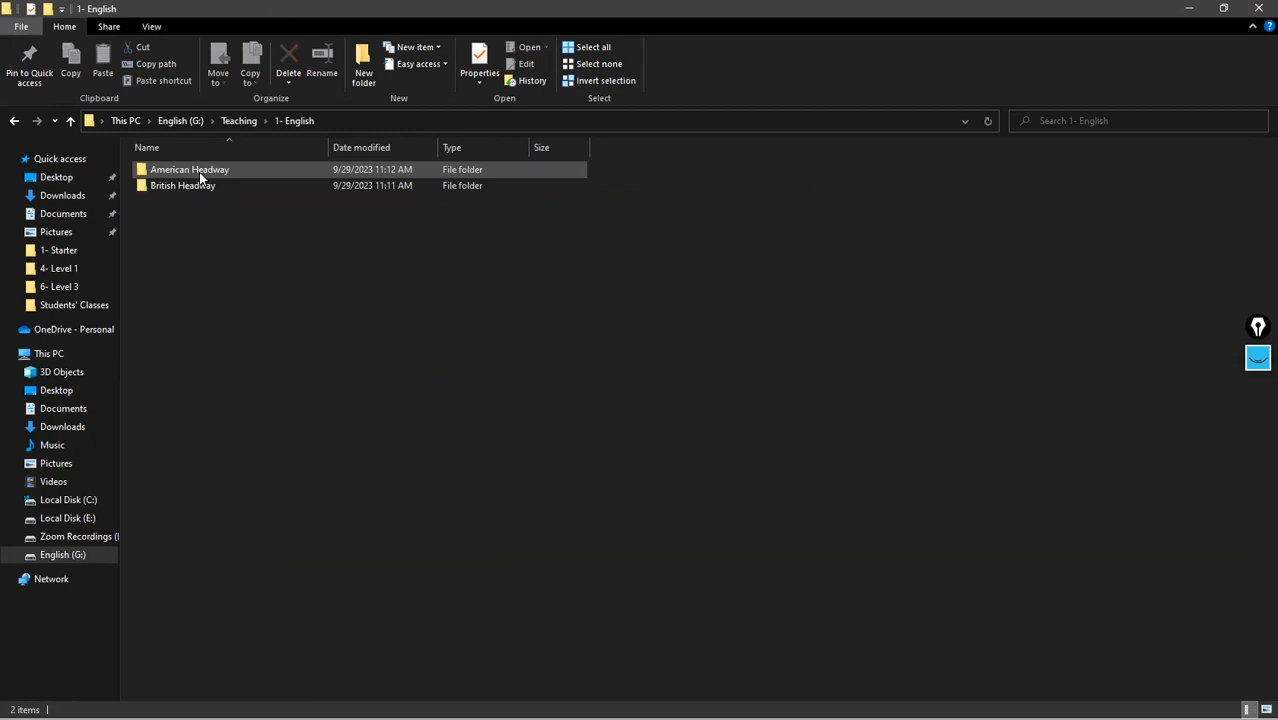 1- English
File Home Share View
Pin to Quick access
Copy
Paste
Cut
Copy path
Paste shortcut
Clipboard
Move to
Copy to
Delete
Rename
Organize
New folder
New item
Easy access
New
Properties
Open
Edit
History
Open
Select all
Select none
Invert selection
Select
This PC > English (G:) > Teaching > 1- English
Search 1- English
Name Date modified Type Size
American Headway 9/29/2023 11:12 AM File folder
British Headway 9/29/2023 11:11 AM File folder
Quick access
Desktop
Downloads
Documents
Pictures
1- Starter
4- Level 1
6- Level 3
Students' Classes
OneDrive - Personal
This PC
3D Objects
Desktop
Documents
Downloads
Music
Pictures
Videos
Local Disk (C:)
Local Disk (E:)
Zoom Recordings (
English (G:)
Network
2 items